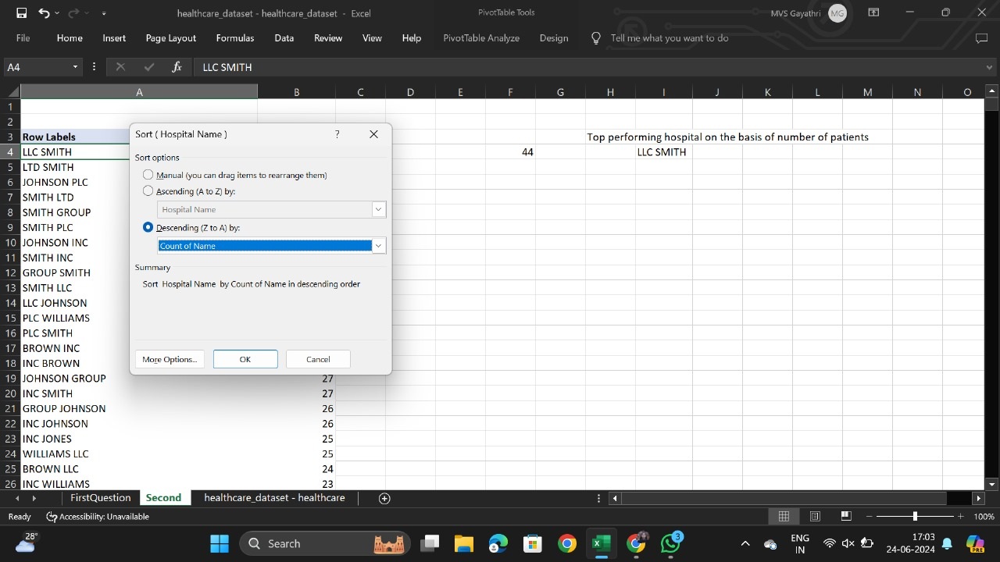 healthcare_dataset - healthcare_dataset - Excel
PivotTable Tools
MVS Gayathri MG
File Home Insert Page Layout Formulas Data Review View Help PivotTable Analyze Design Tell me what you want to do
A4 fx LLC SMITH
A B C D E F G H I J K L M N O
1
2
3 Row Labels Top performing hospital on the basis of number of patients
4 LLC SMITH 44 LLC SMITH
5 LTD SMITH
6 JOHNSON PLC
7 SMITH LTD
8 SMITH GROUP
9 SMITH PLC
10 JOHNSON INC
11 SMITH INC
12 GROUP SMITH
13 SMITH LLC
14 LLC JOHNSON
15 PLC WILLIAMS
16 PLC SMITH
17 BROWN INC
18 INC BROWN
19 JOHNSON GROUP 27
20 INC SMITH 27
21 GROUP JOHNSON 26
22 INC JOHNSON 26
23 INC JONES 25
24 WILLIAMS LLC 25
25 BROWN LLC 24
26 INC WILLIAMS 23
Sort ( Hospital Name ) ?
Sort options
Manual (you can drag items to rearrange them)
Ascending (A to Z) by:
Hospital Name
Descending (Z to A) by:
Count of Name
Summary
Sort Hospital Name by Count of Name in descending order
More Options... OK Cancel
FirstQuestion Second healthcare_dataset - healthcare
Ready Accessibility: Unavailable 100%
28° Search 3 ENG 17:03
IN 24-06-2024
PRE